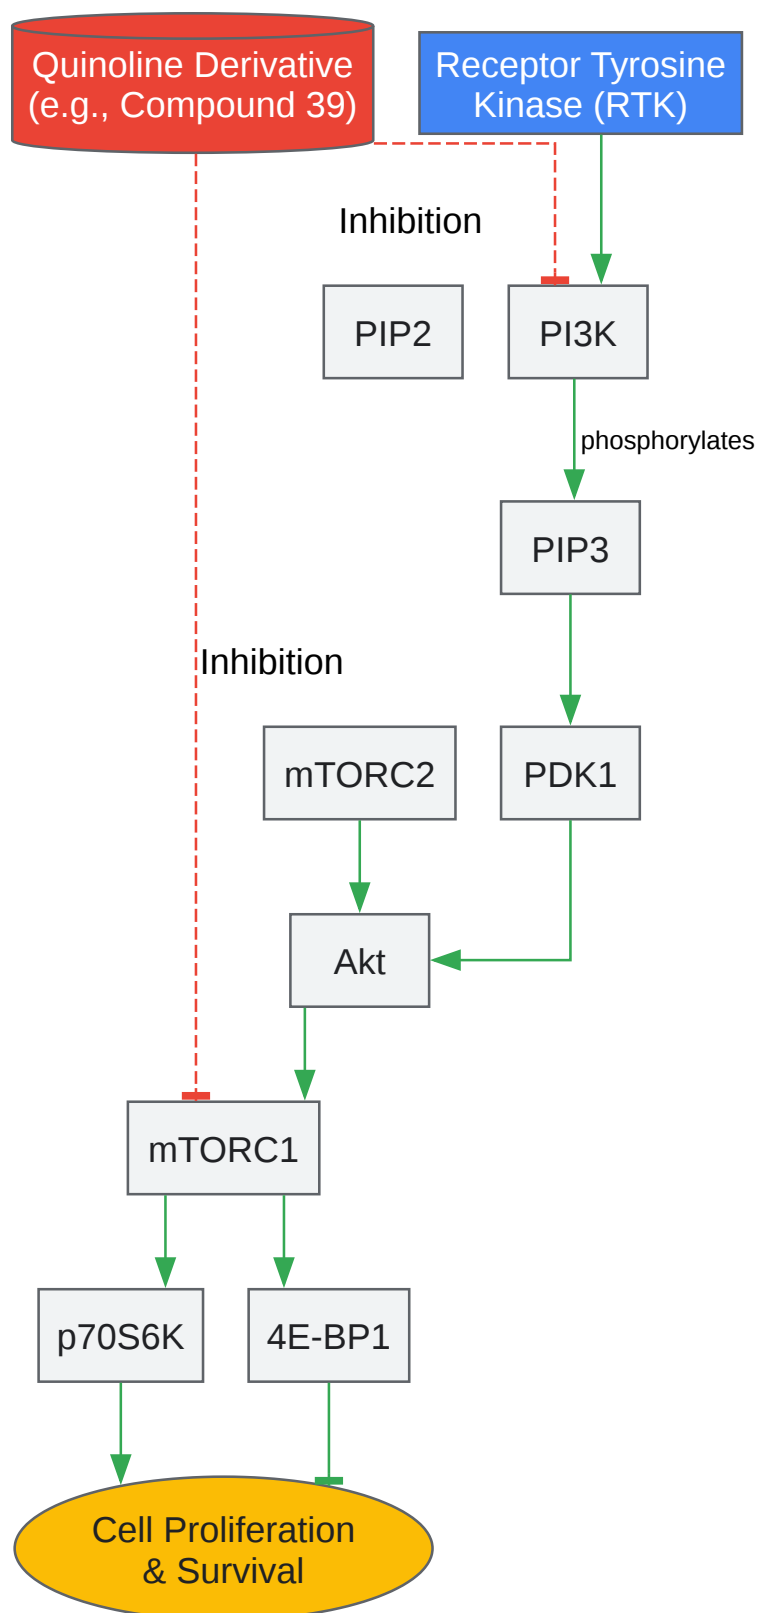 Quinoline Derivative
(e.g., Compound 39)
Receptor Tyrosine
Kinase (RTK)
Inhibition
PIP2
PI3K
phosphorylates
PIP3
Inhibition
mTORC2
PDK1
Akt
mTORC1
p70S6K
4E-BP1
Cell Proliferation
& Survival